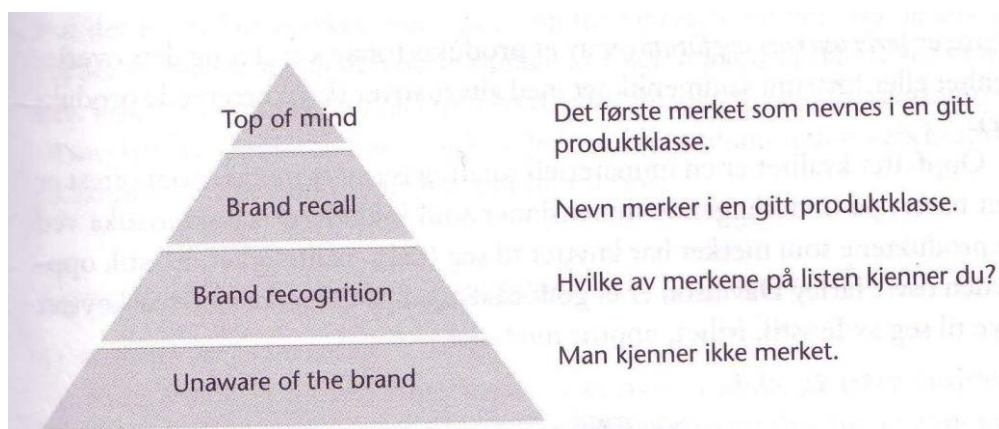 Top of mind
Det første merket som nevnes i en gitt
produktklasse.
Brand recall
Nevn merker i en gitt produktklasse.
Brand recognition
Hvilke av merkene på listen kjenner du?
Unaware of the brand
Man kjenner ikke merket.